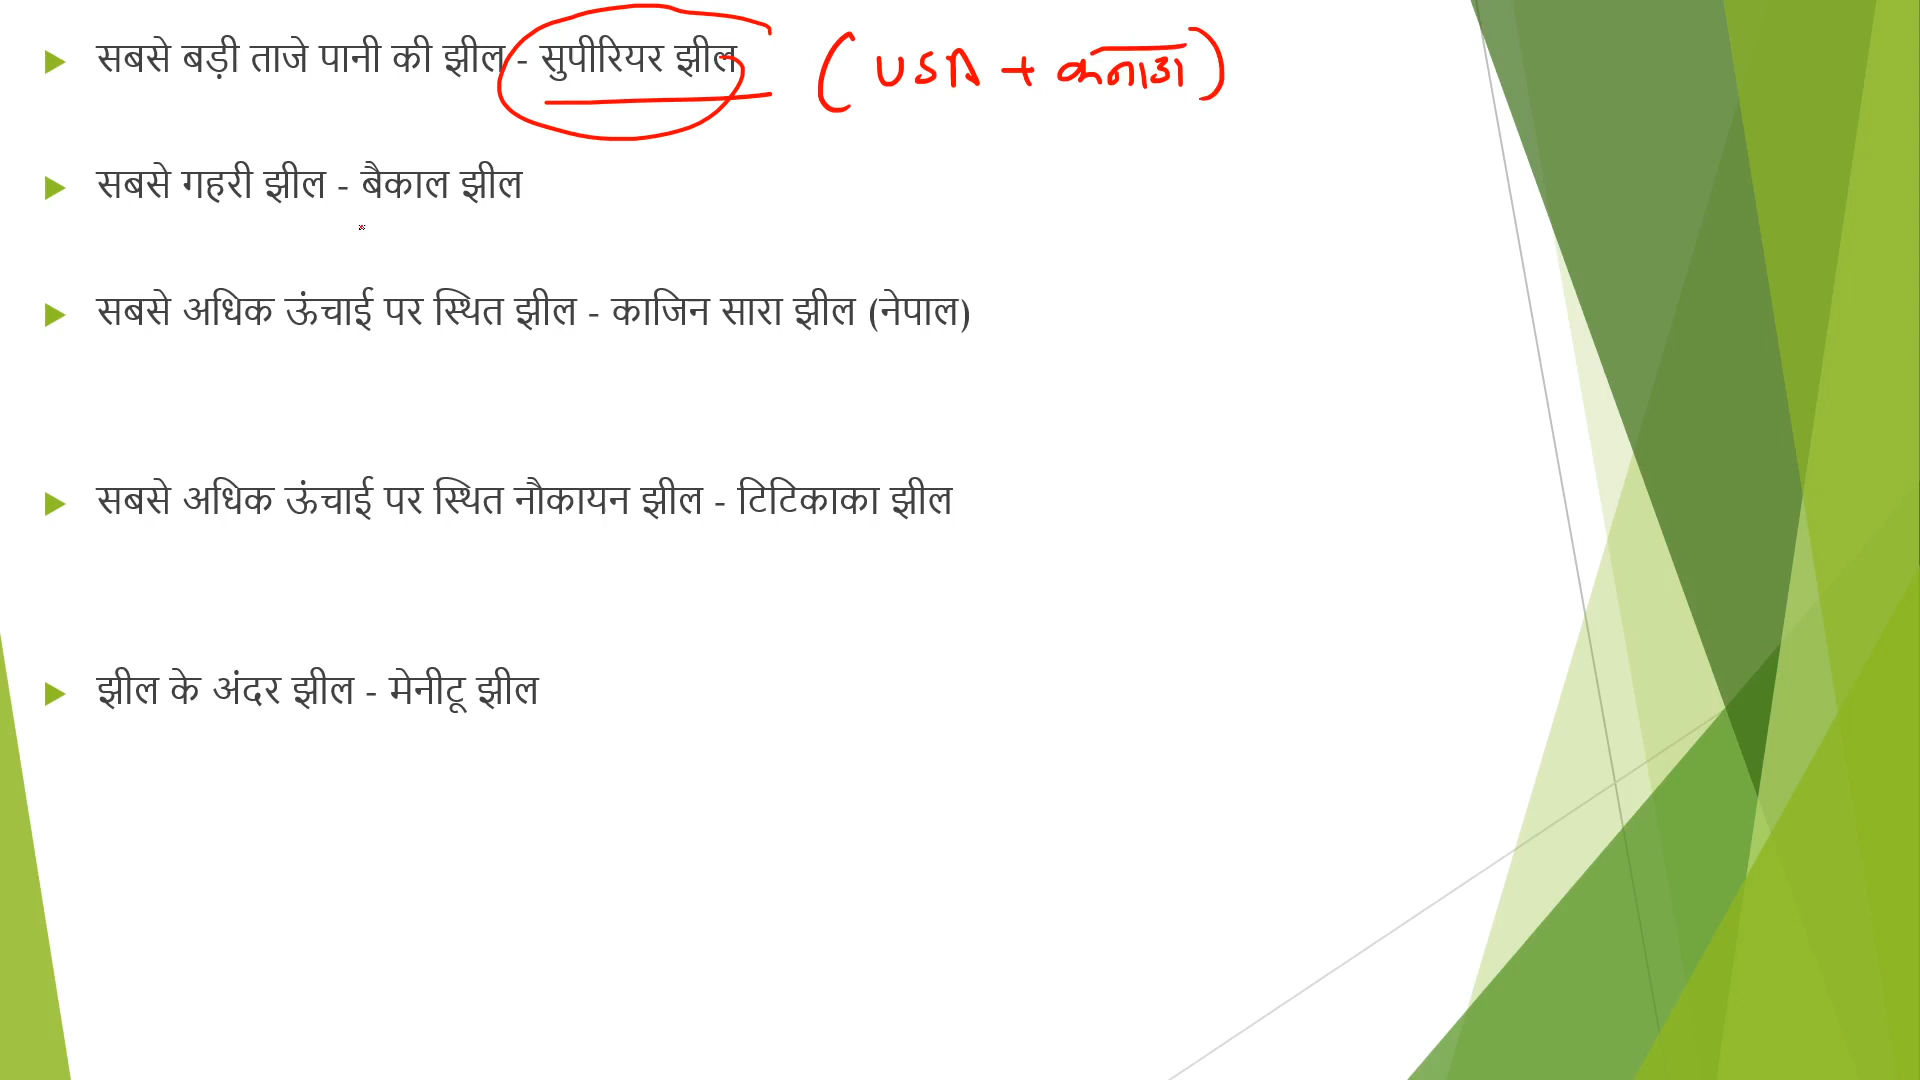 सबसे बड़ी ताजे पानी की झील - सुपीरियर झील (USA + कनाडा)
सबसे गहरी झील - बैकाल झील
सबसे अधिक ऊंचाई पर स्थित झील - काजिन सारा झील (नेपाल)
सबसे अधिक ऊंचाई पर स्थित नौकायन झील - टिटिकाका झील
झील के अंदर झील - मेनीटू झील